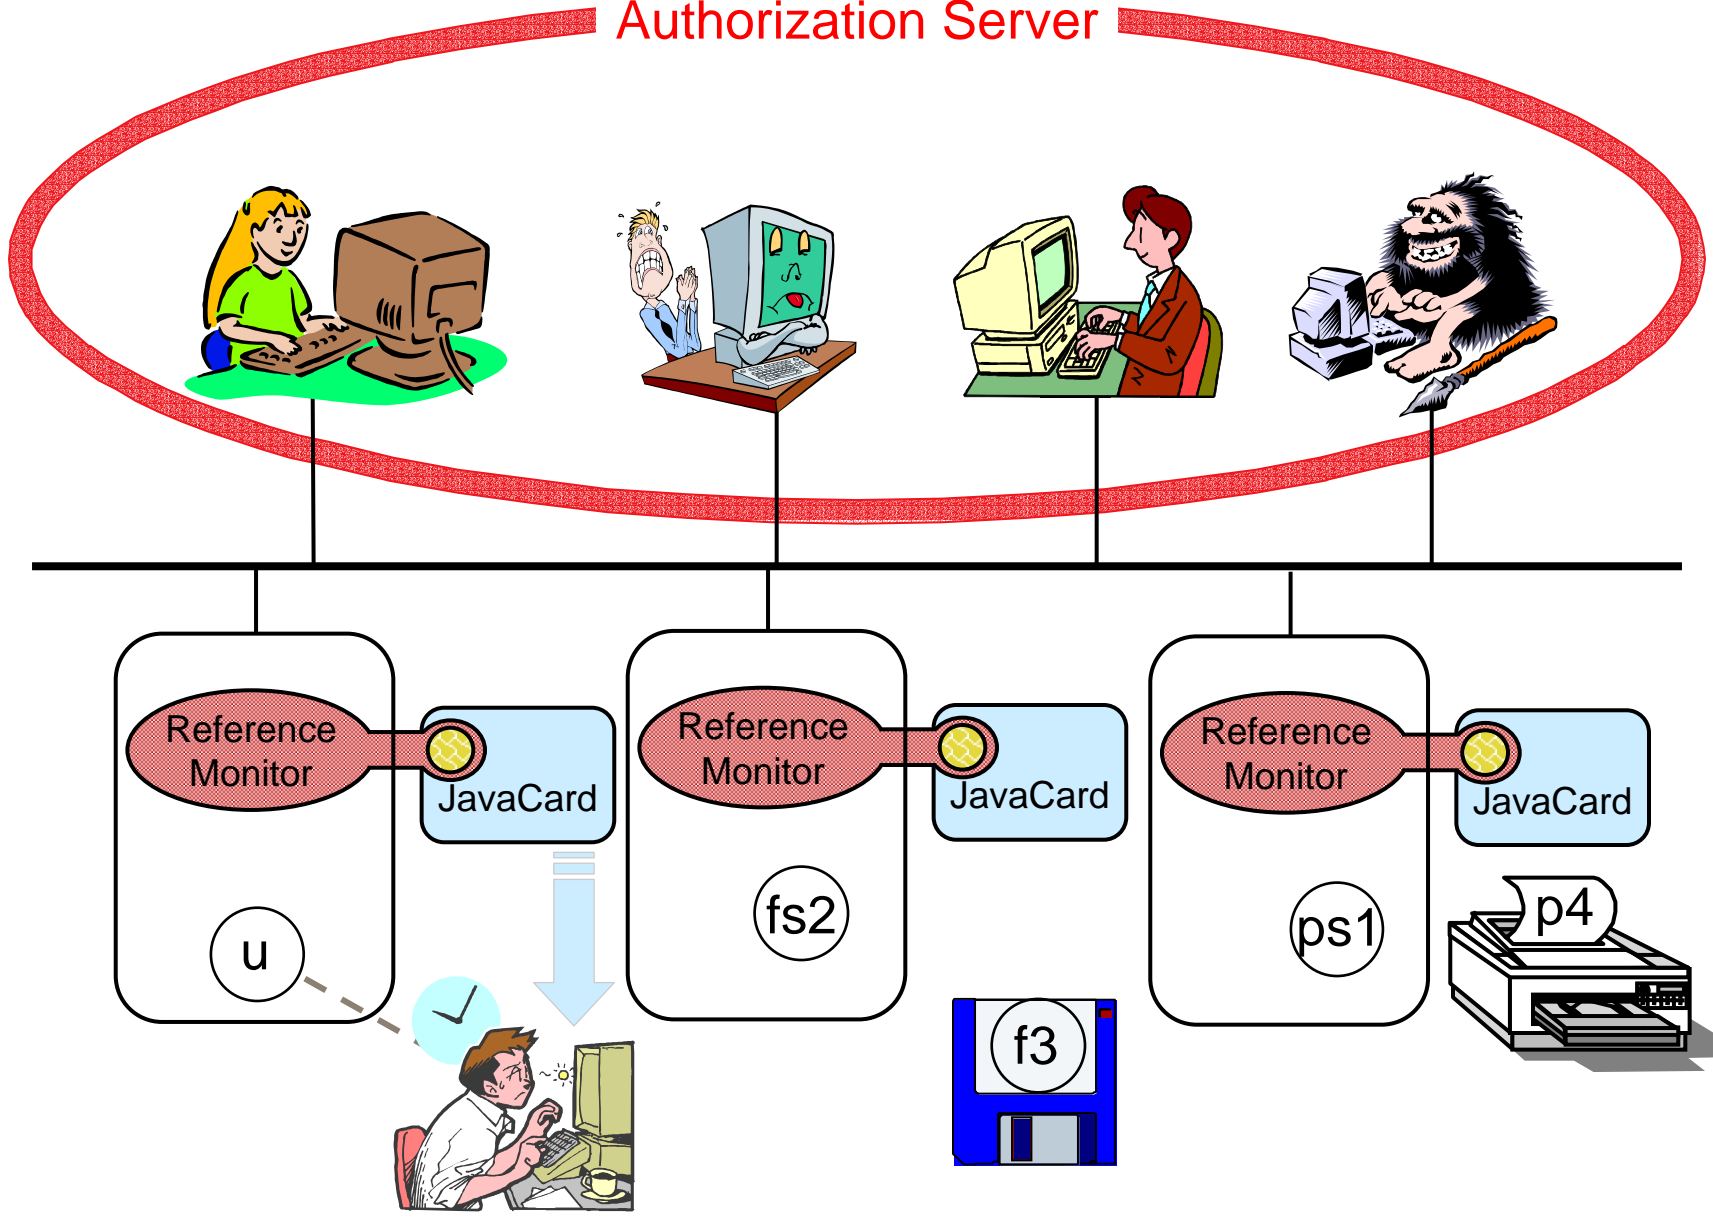 Authorization Server
Reference
Monitor
JavaCard
Reference
Monitor
JavaCard
Reference
Monitor
JavaCard
u
fs2
ps1
p4
f3